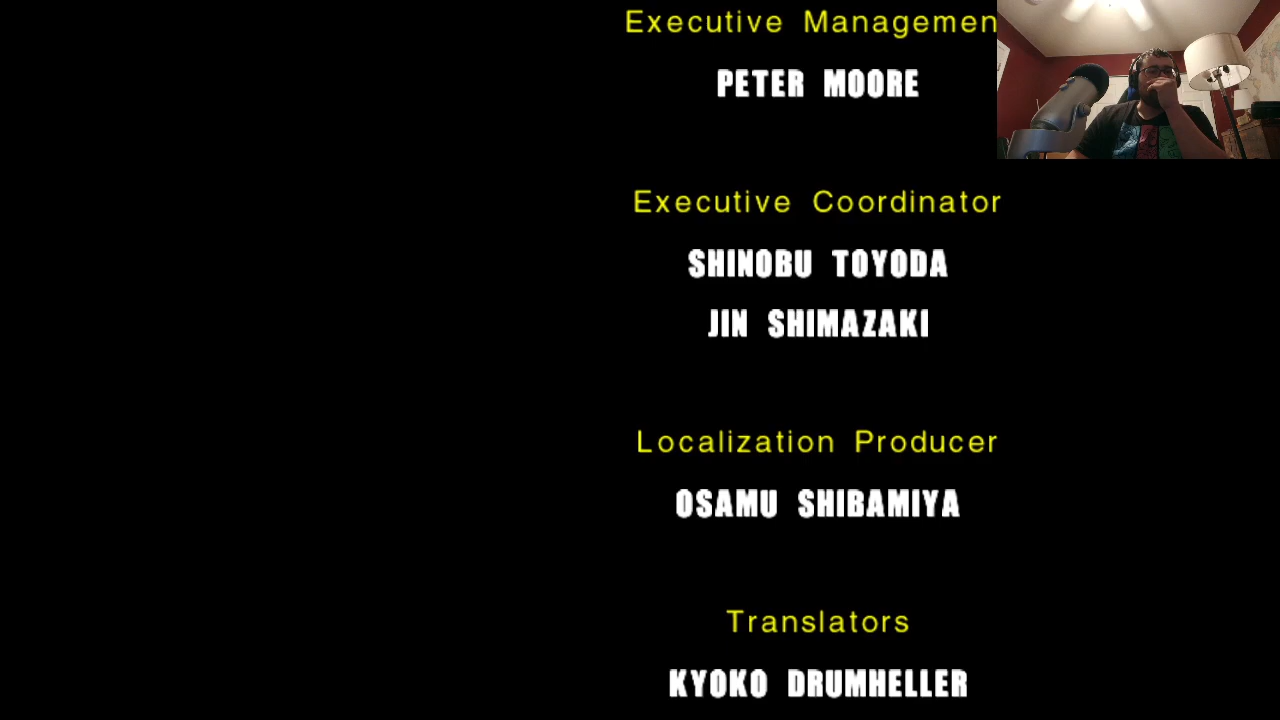 Executive Managemen
PETER MOORE
Executive Coordinator
SHINOBU TOYODA
JIN SHIMAZAKI
Localization Producer
OSAMU SHIBAMIYA
Translators
KYOKO DRUMHELLER